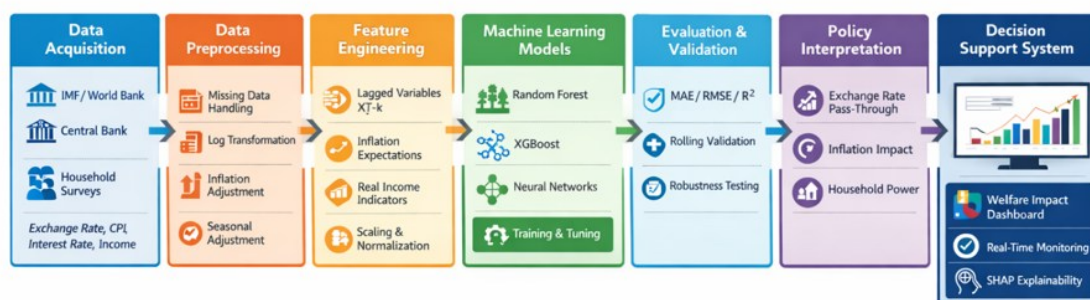 Data
Acquisition
IMF/World Bank
Central Bank
Household
Surveys
Exchange Rate, CPI,
Interest Rate, Income
Data
Preprocessing
Missing Data
Handling
Log Transformation
Inflation
Adjustment
Seasonal
Adjustment
Feature
Engineering
Lagged Variables
XT-k
Inflation
Expectations
Real Income
Indicators
Scaling &
Normalization
Machine Learning
Models
Random Forest
XGBoost
Neural Networks
Training & Tuning
Evaluation &
Validation
MAE / RMSE / R²
Rolling Validation
Robustness Testing
Policy
Interpretation
Exchange Rate
Pass-Through
Inflation Impact
Household Power
Decision
Support System
Welfare Impact
Dashboard
Real-Time Monitoring
SHAP Explainability